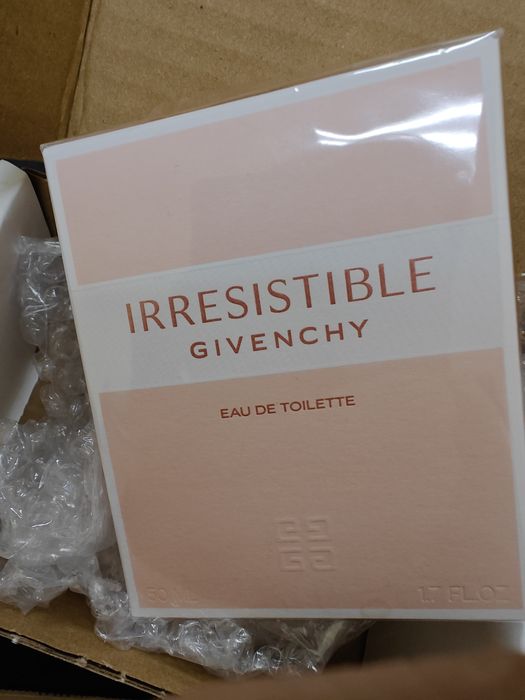 IRRESISTIBLE
GIVENCHY
EAU DE TOILETTE
50 ML 1.7 FL.OZ